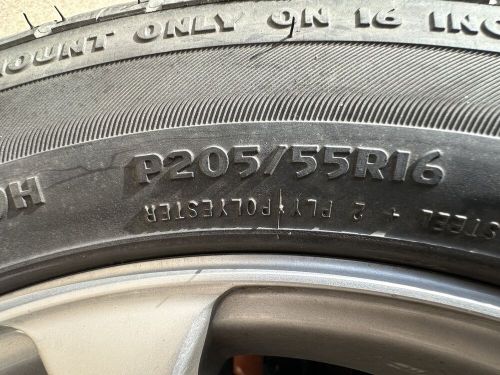 MOUNT ONLY ON 16 INC
H P205/55R16
STEEL + 2 PLY POLYESTER